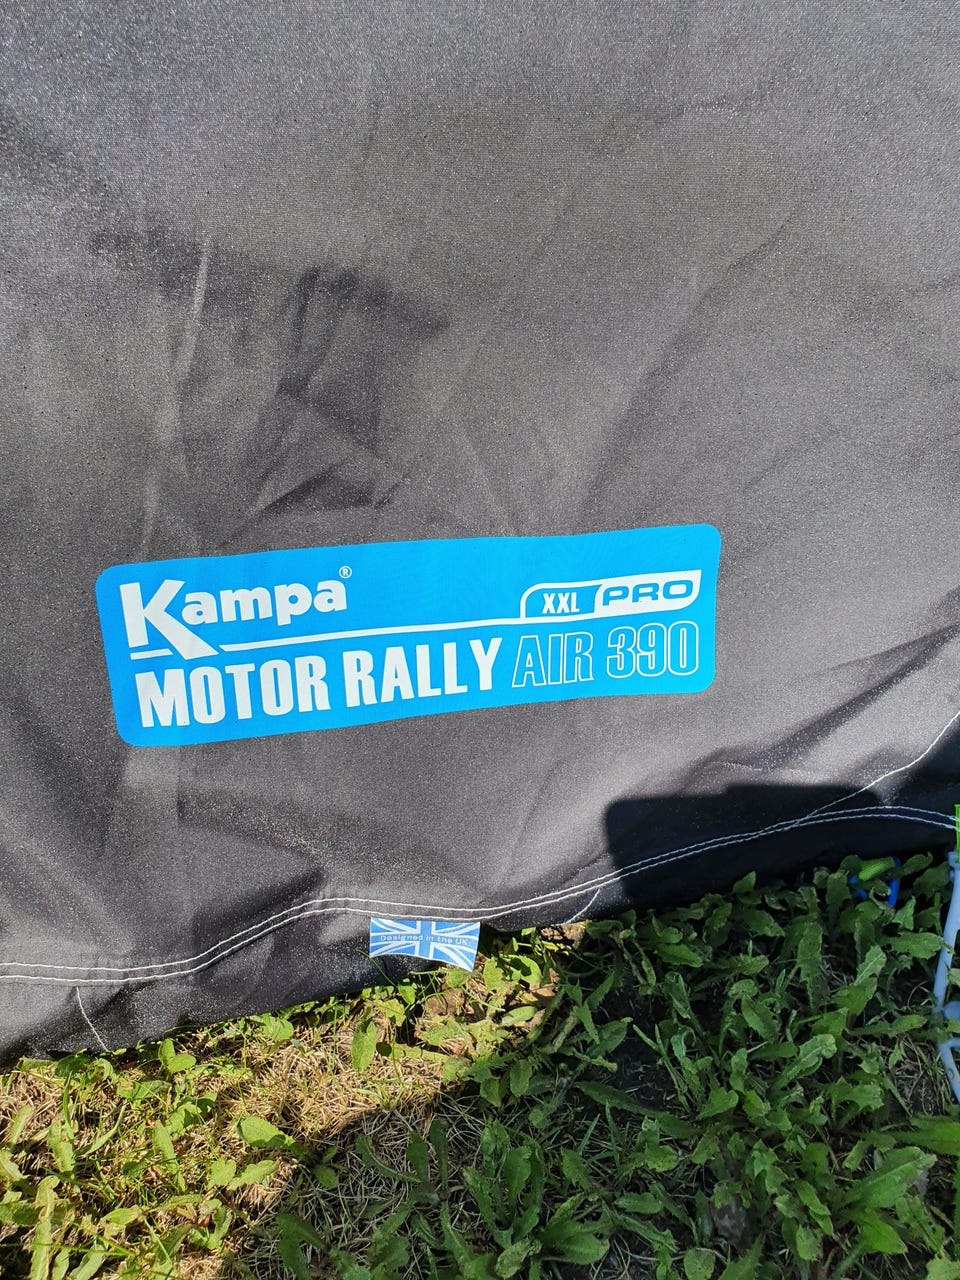 Kampa®
XXL PRO
MOTOR RALLY AIR 390
Designed in the UK